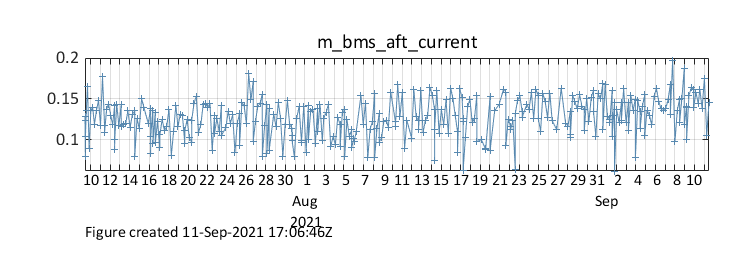 m_bms_aft_current
0.2
0.15
0.1
10 12 14 16 18 20 22 24 26 28 30 1 3 5 7 9 11 13 15 17 19 21 23 25 27 29 31 2 4 6 8 10
Aug Sep
2021
Figure created 11-Sep-2021 17:06:46Z